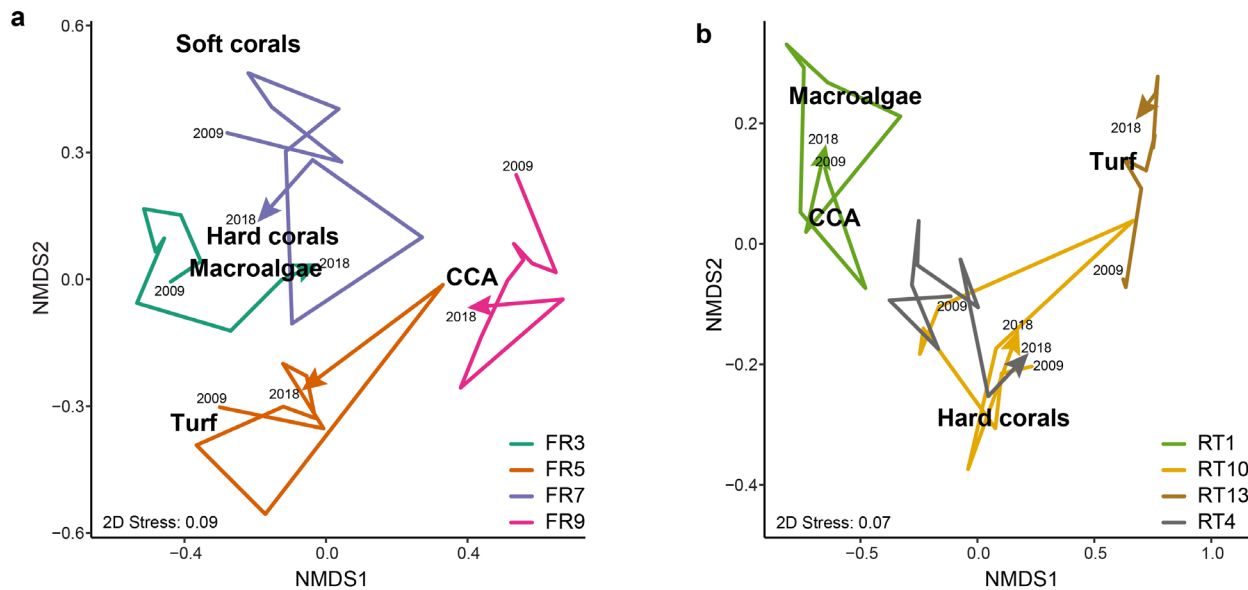 a
0.6
0.3
0.0
−0.3
−0.6
NMDS2
Soft corals
2009
2018
Hard corals
Macroalgae
2018
2009
2009
CCA
2018
2009
2018
Turf
FR3
FR5
FR7
FR9
2D Stress: 0.09
−0.4
0.0
0.4
NMDS1
b
0.2
0.0
−0.2
−0.4
NMDS2
Macroalgae
2018
2009
CCA
2018
Turf
2009
2009
2018
2018
2009
Hard corals
RT1
RT10
RT13
RT4
2D Stress: 0.07
−0.5
0.0
0.5
1.0
NMDS1